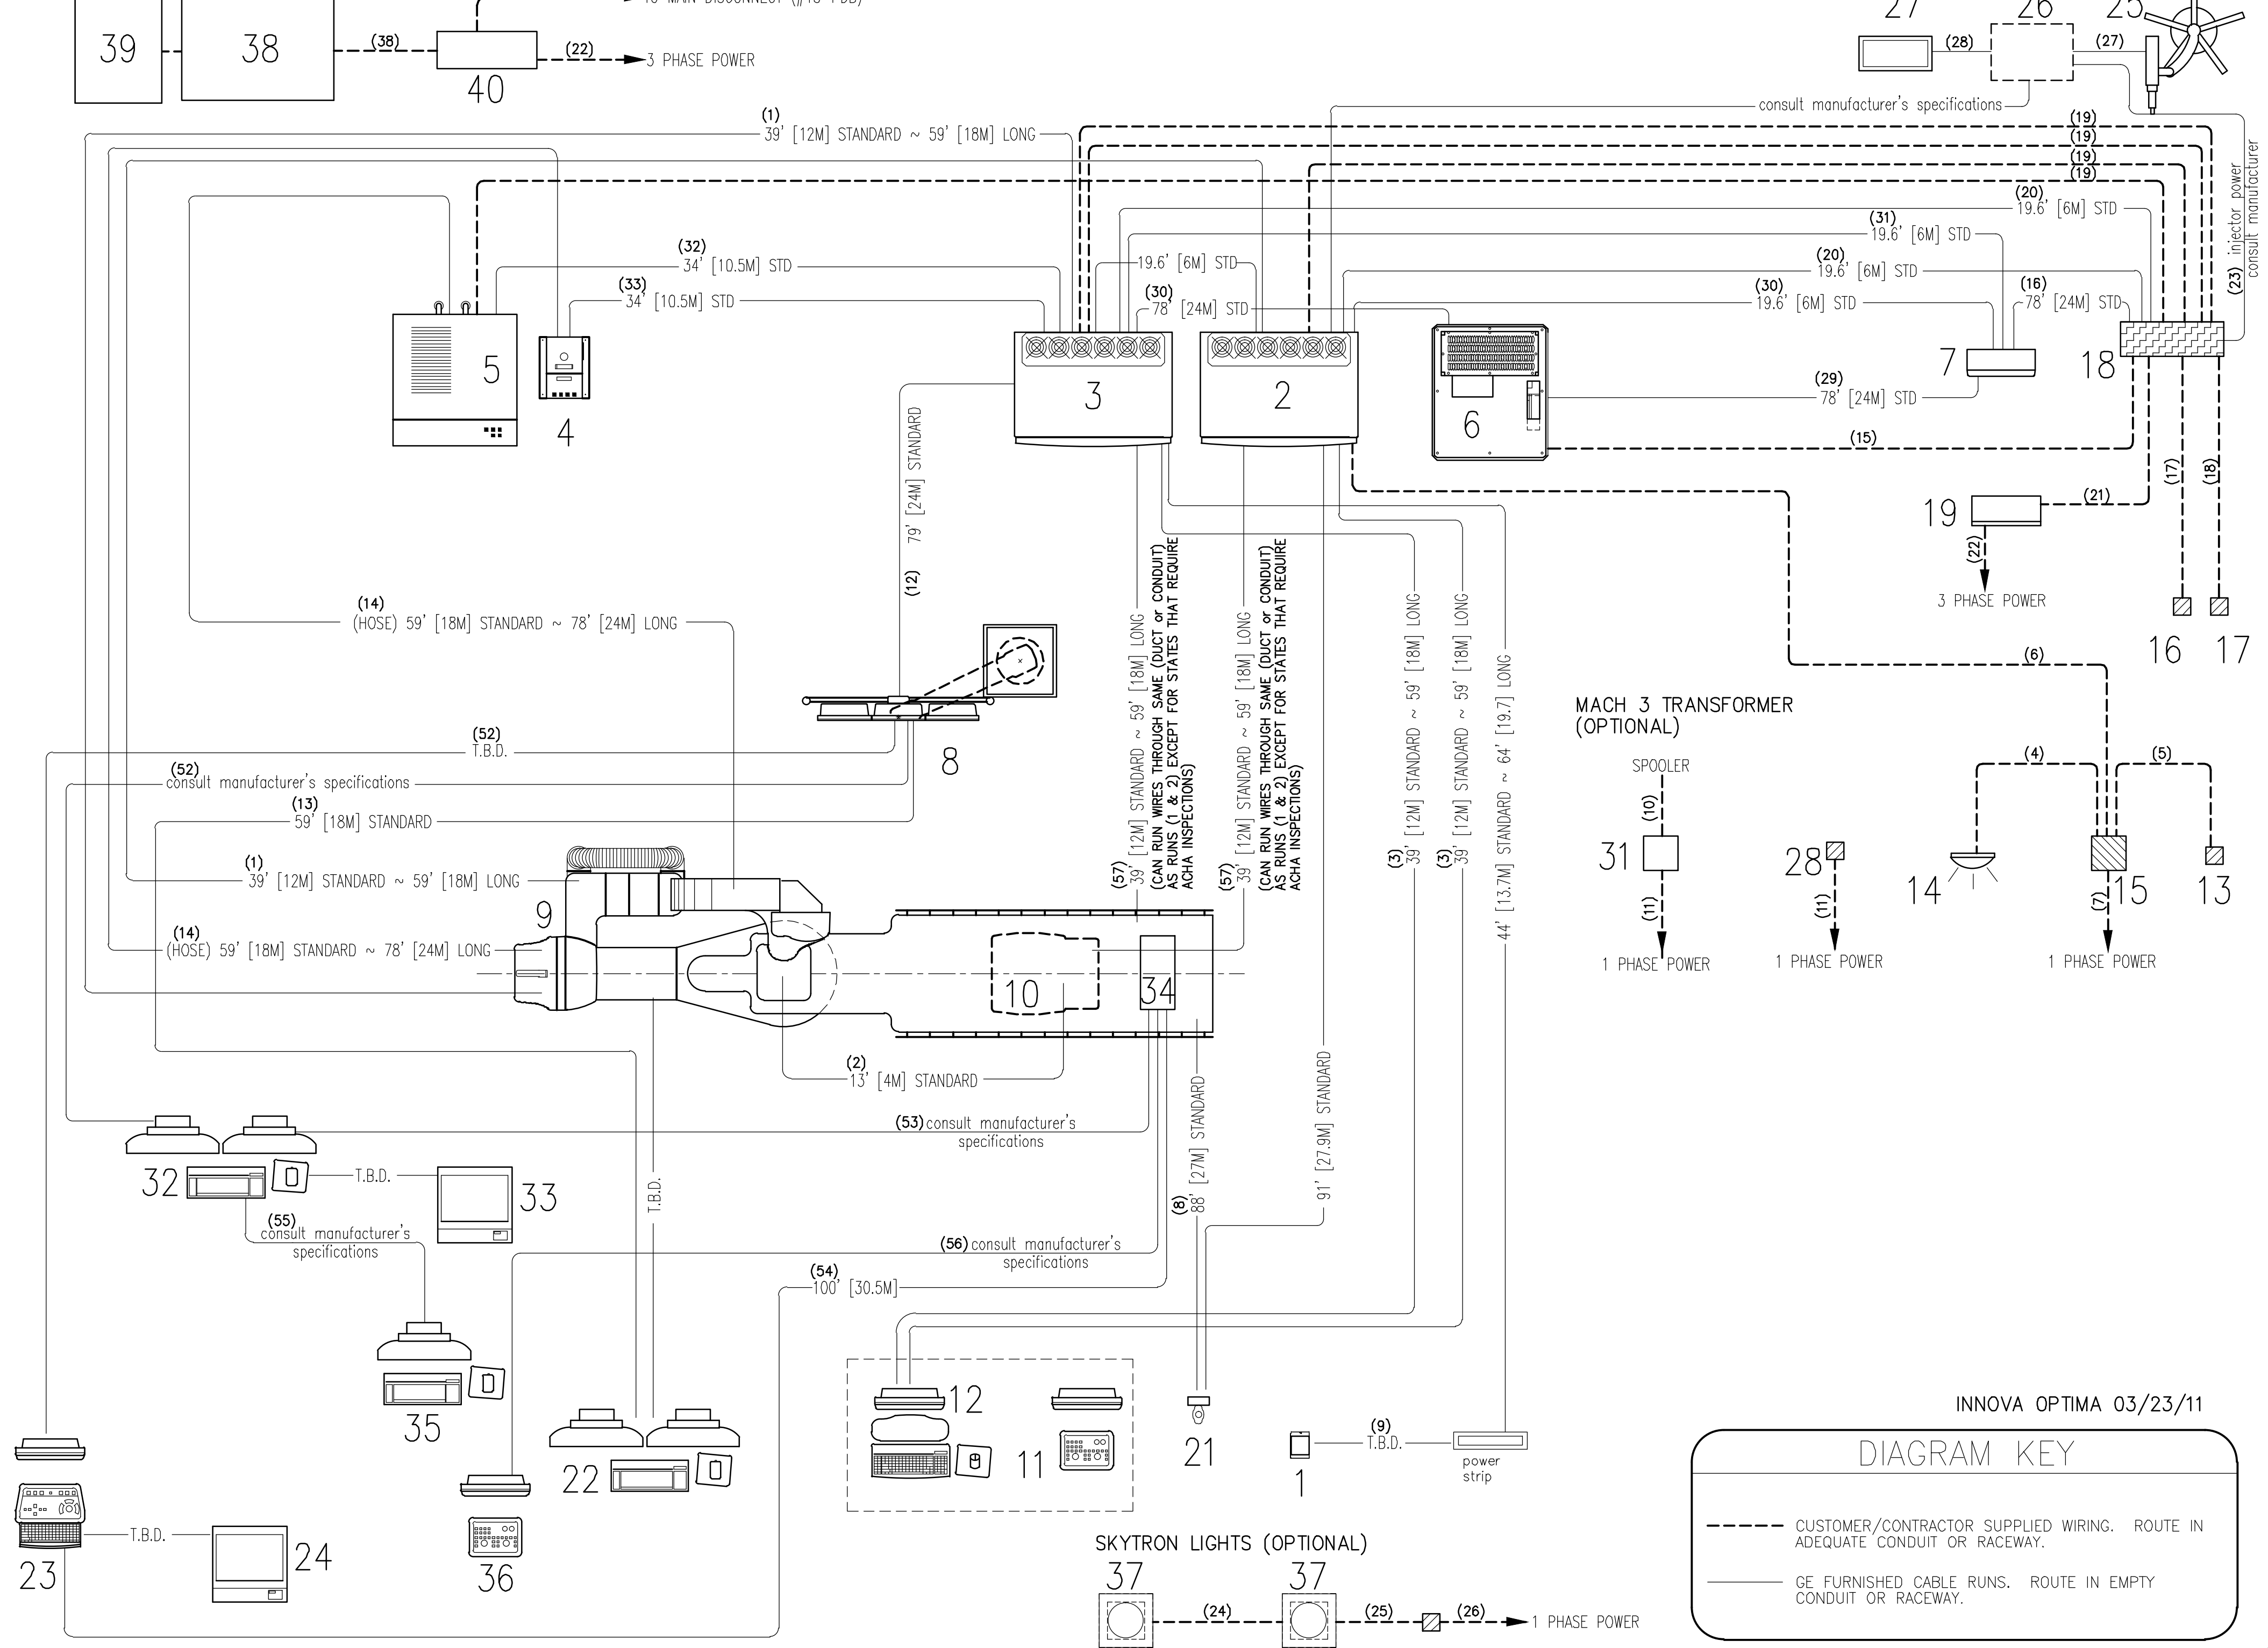 39
38
(38)
40
(22)
3 PHASE POWER
27
26
25
(28)
(27)
consult manufacturer's specifications
(1)
39' [12M] STANDARD ~ 59' [18M] LONG
(19)
(19)
(19)
(19)
(20)
19.6' [6M] STD
(31)
19.6' [6M] STD
(32)
34' [10.5M] STD
19.6' [6M] STD
(20)
19.6' [6M] STD
(33)
34' [10.5M] STD
(30)
78' [24M] STD
(30)
19.6' [6M] STD
(16)
78' [24M] STD
(23) injector power
consult manufacturer
5
4
3
2
6
7
18
(29)
78' [24M] STD
(15)
(12)
79' [24M] STANDARD
(17)
(18)
19
(21)
(22)
3 PHASE POWER
16
17
(14)
(HOSE) 59' [18M] STANDARD ~ 78' [24M] LONG
(57)
39' [12M] STANDARD ~ 59' [18M] LONG
(CAN RUN WIRES THROUGH SAME (DUCT or CONDUIT)
AS RUNS (1 & 2) EXCEPT FOR STATES THAT REQUIRE
ACHA INSPECTIONS)
(57)
39' [12M] STANDARD ~ 59' [18M] LONG
(CAN RUN WIRES THROUGH SAME (DUCT or CONDUIT)
AS RUNS (1 & 2) EXCEPT FOR STATES THAT REQUIRE
ACHA INSPECTIONS)
(3)
39' [12M] STANDARD ~ 59' [18M] LONG
(3)
39' [12M] STANDARD ~ 59' [18M] LONG
44' [13.7M] STANDARD ~ 64' [19.7] LONG
(6)
MACH 3 TRANSFORMER
(OPTIONAL)
SPOOLER
(10)
31
(11)
1 PHASE POWER
28
(11)
1 PHASE POWER
(4)
(5)
14
15
13
(7)
1 PHASE POWER
8
(52)
T.B.D.
(52)
consult manufacturer's specifications
(13)
59' [18M] STANDARD
(1)
39' [12M] STANDARD ~ 59' [18M] LONG
9
(14)
(HOSE) 59' [18M] STANDARD ~ 78' [24M] LONG
10
34
(2)
13' [4M] STANDARD
(53) consult manufacturer's
specifications
(8)
88' [27M] STANDARD
91' [27.9M] STANDARD
32
T.B.D.
33
T.B.D.
(55)
consult manufacturer's
specifications
(56) consult manufacturer's
specifications
(54)
100' [30.5M]
35
22
12
11
21
(9)
T.B.D.
1
power
strip
23
T.B.D.
24
36
SKYTRON LIGHTS (OPTIONAL)
37
37
(24)
(25)
(26)
1 PHASE POWER
INNOVA OPTIMA 03/23/11
DIAGRAM KEY
CUSTOMER/CONTRACTOR SUPPLIED WIRING. ROUTE IN
ADEQUATE CONDUIT OR RACEWAY.
GE FURNISHED CABLE RUNS. ROUTE IN EMPTY
CONDUIT OR RACEWAY.